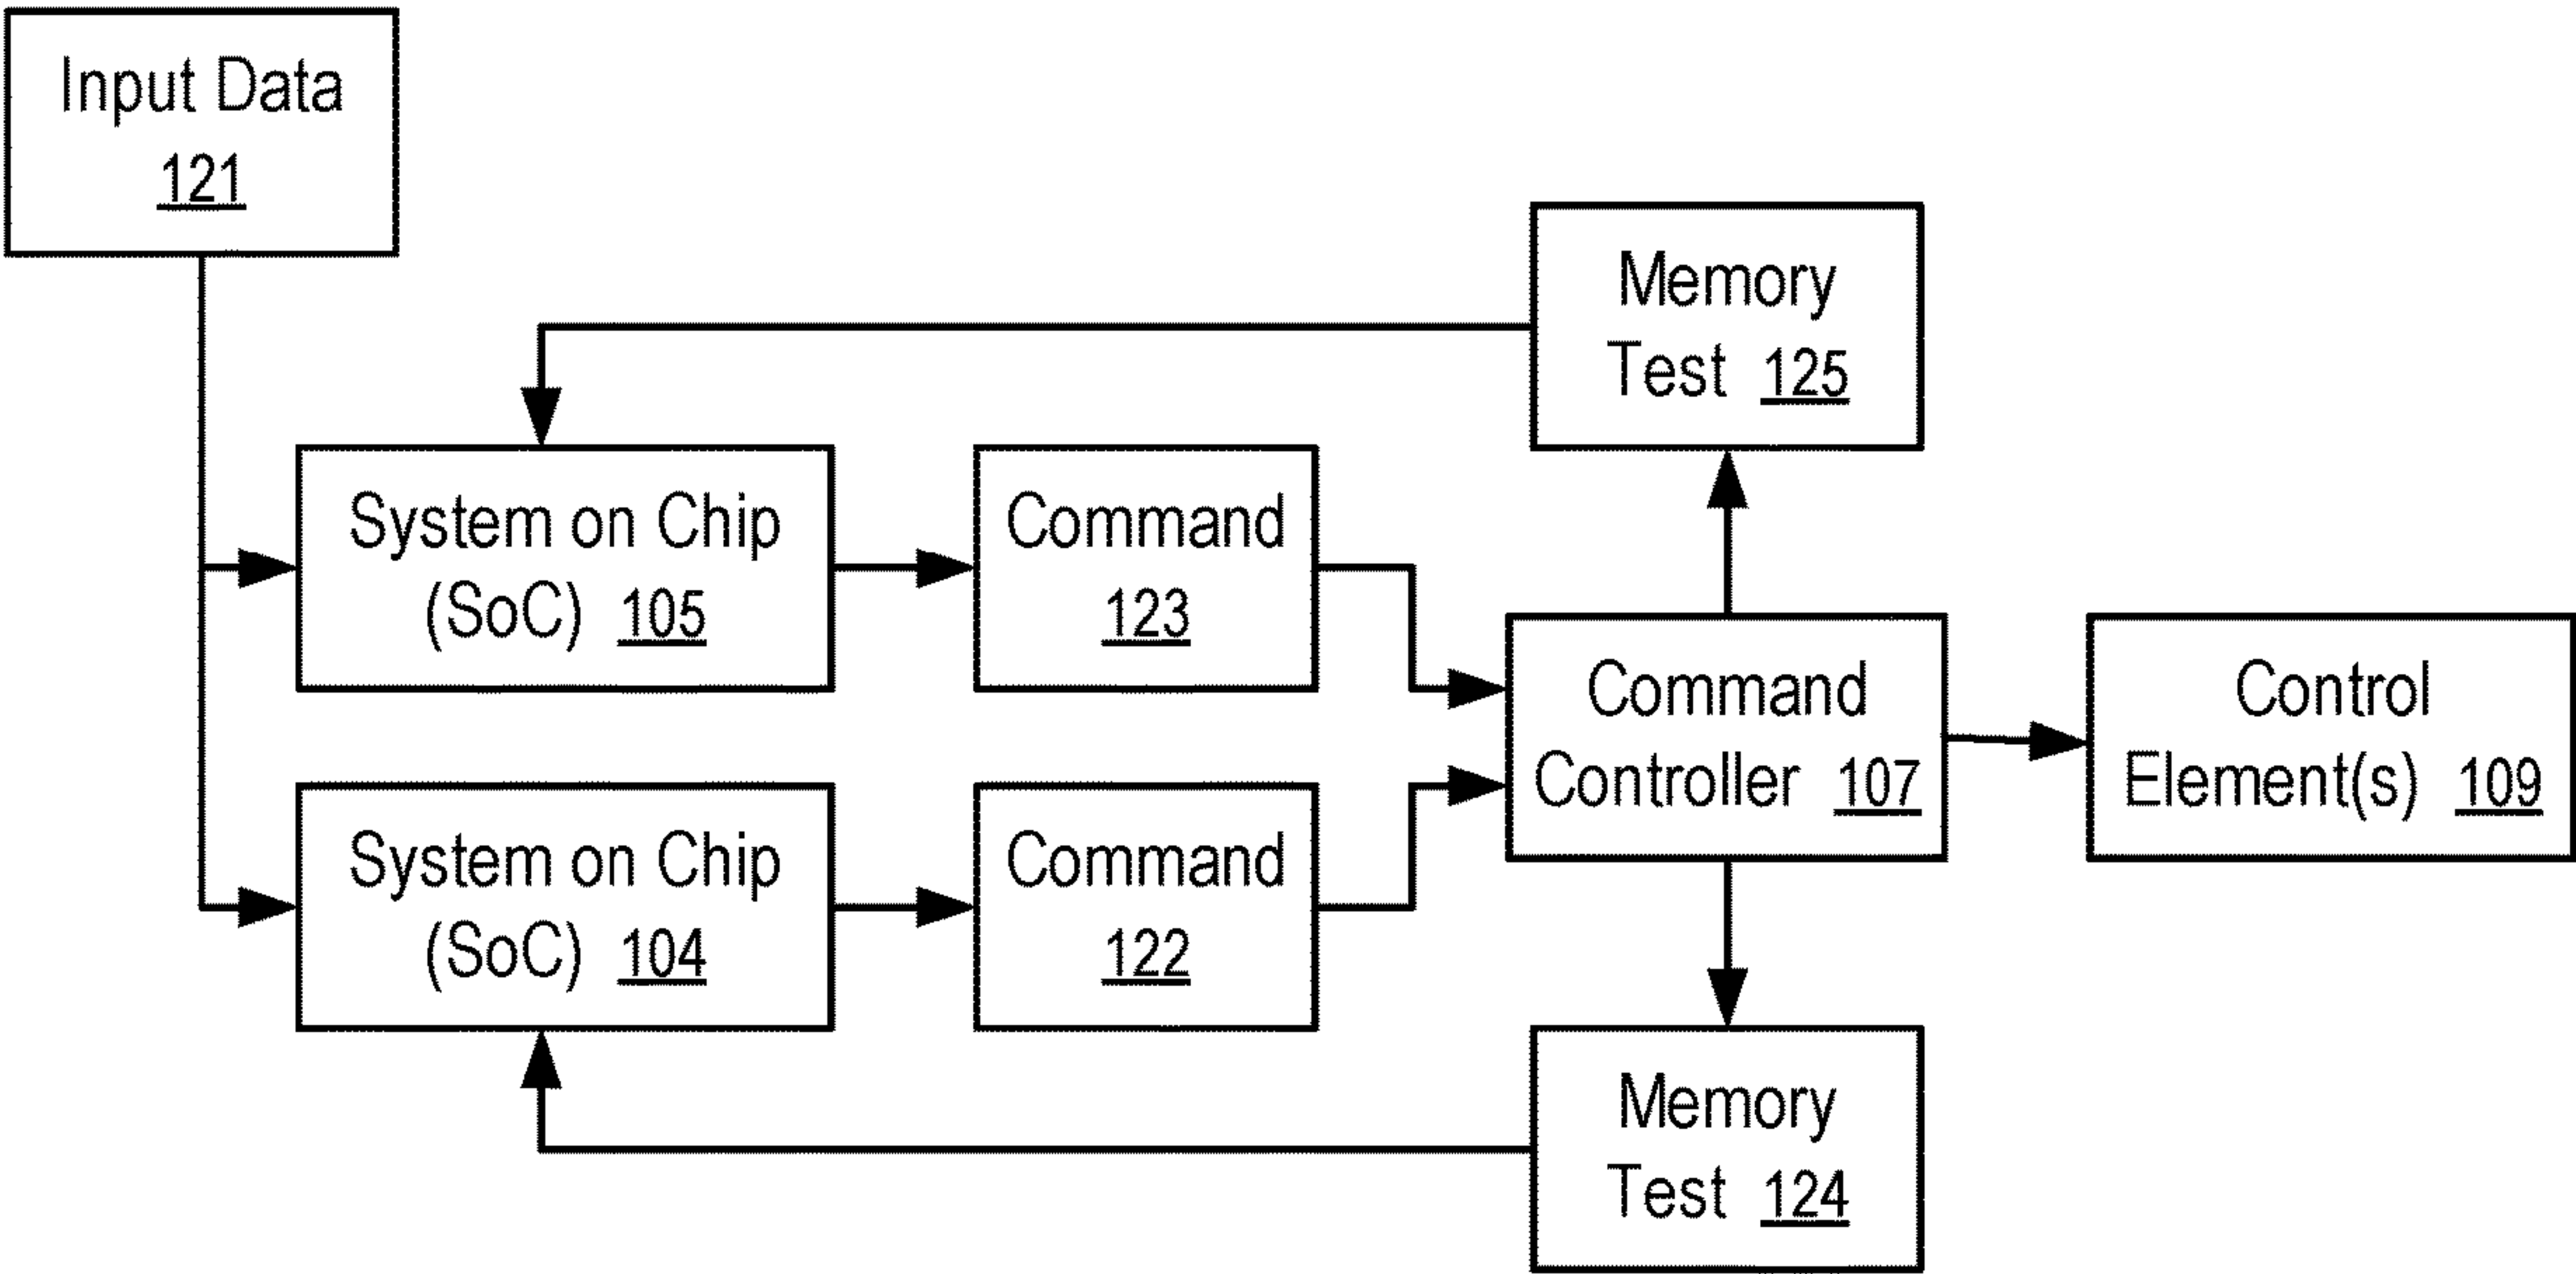 Input Data
121
Memory
Test 125
System on Chip
(SoC) 105
Command
123
Command
Controller 107
Control
Element(s) 109
System on Chip
(SoC) 104
Command
122
Memory
Test 124